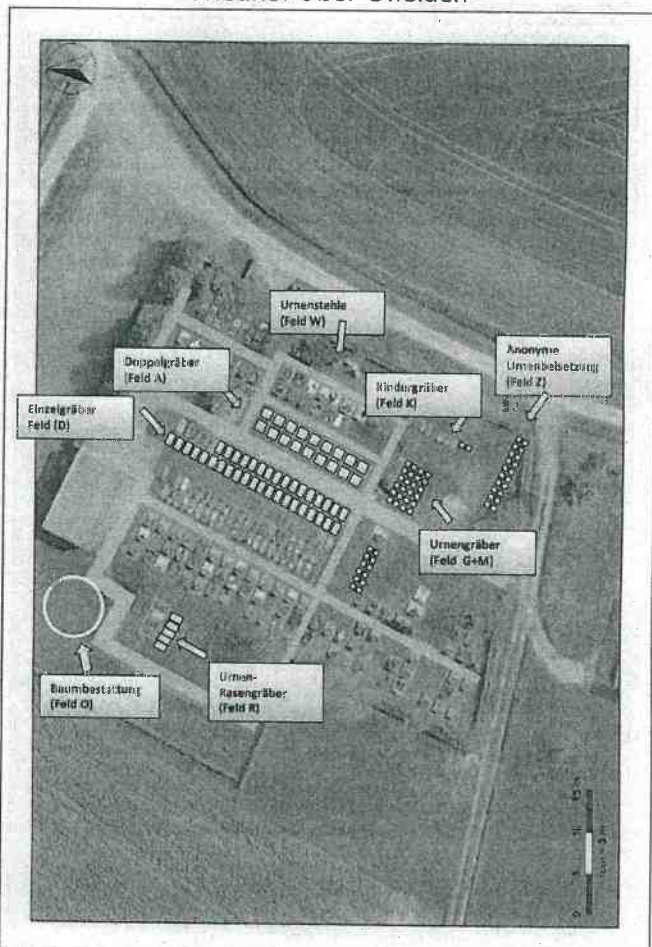 Urnenstehle
(Feld W)
Doppelgräber
(Feld A)
Anonyme
Urnenbeisetzung
(Feld Z)
Kindergräber
(Feld K)
Einzelgräber
Feld (D)
Urnengräber
(Feld G+M)
Baumbestattung
(Feld O)
Urnen-
Rasengräber
(Feld R)